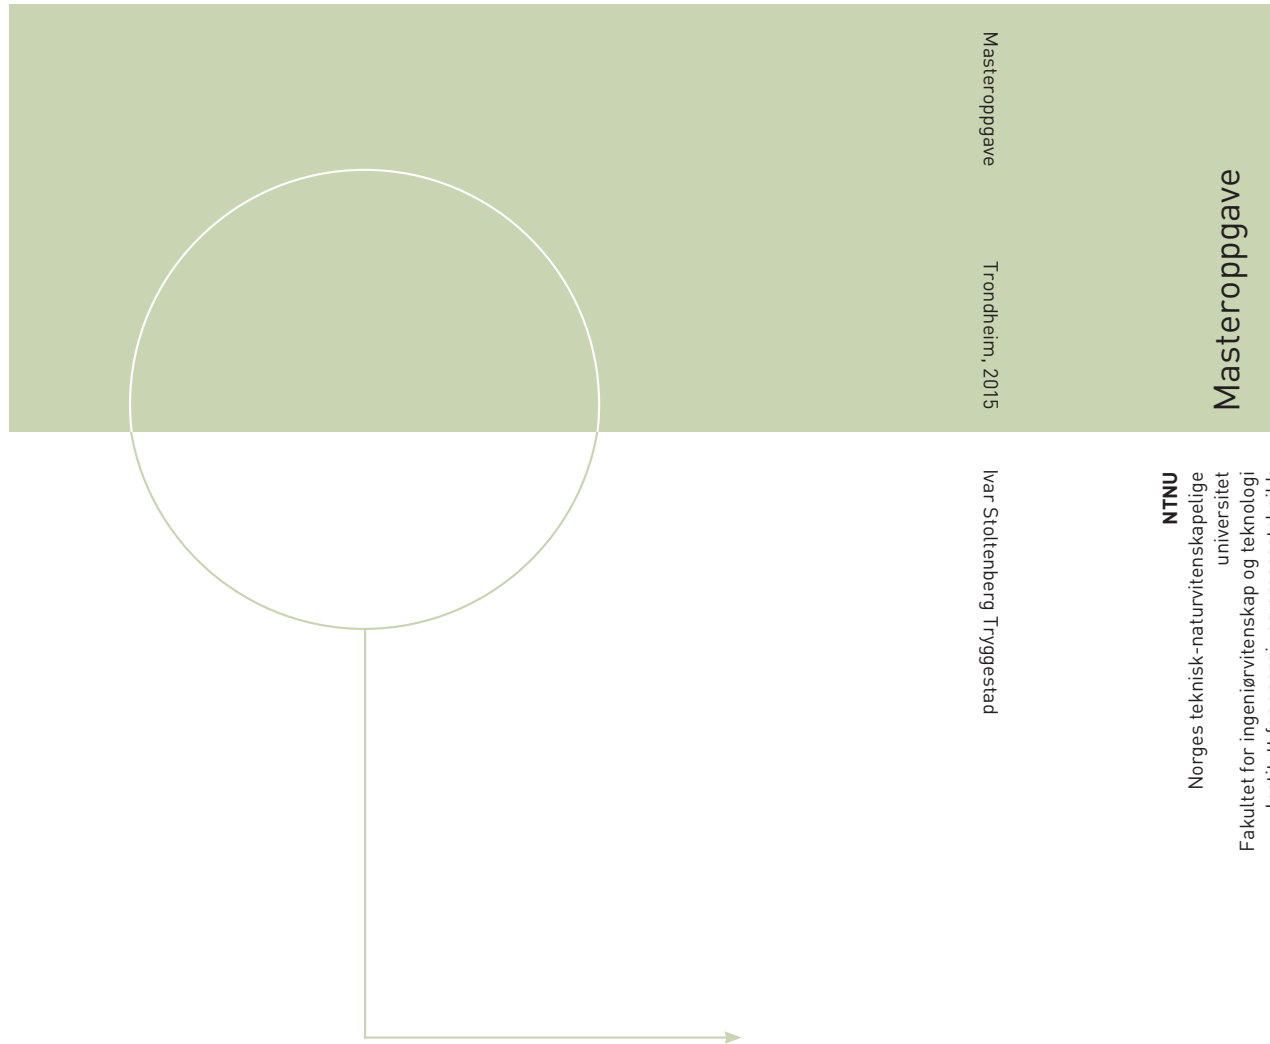 Masteroppgave
Trondheim, 2015
Ivar Stoltenberg Tryggestad
Masteroppgave
NTNU
Norges teknisk-naturvitenskapelige
universitet
Fakultet for ingeniørvitenskap og teknologi